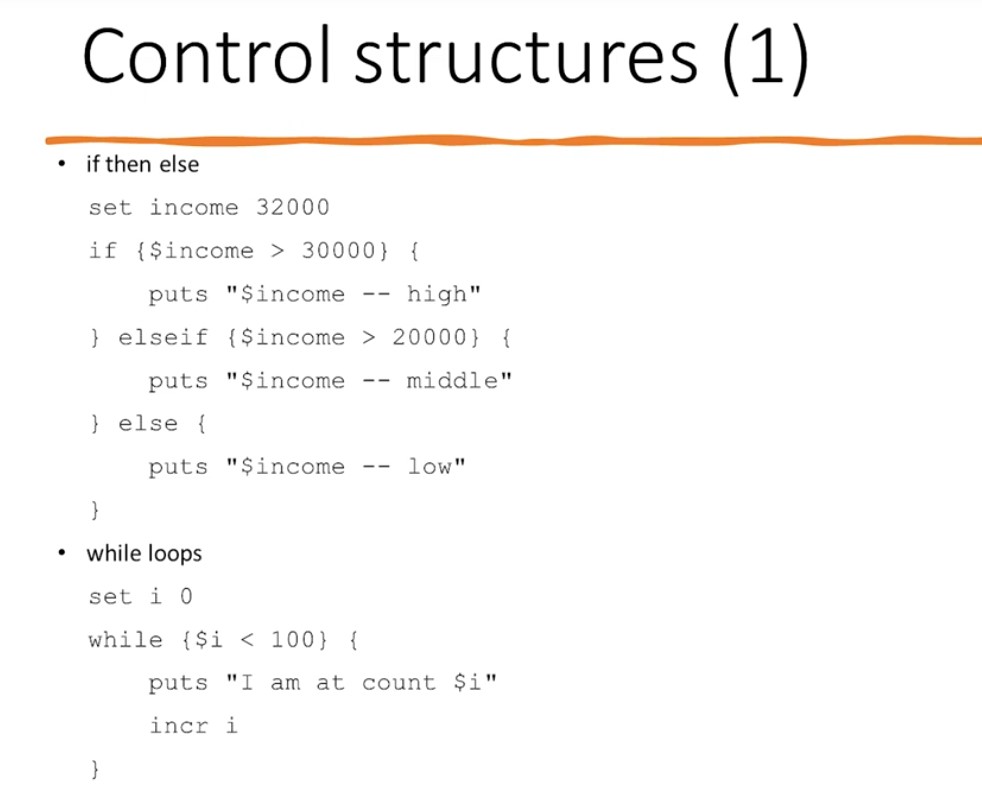 Control structures (1)
• if then else
set income 32000
if {$income > 30000} {
    puts "$income -- high"
} elseif {$income > 20000} {
    puts "$income -- middle"
} else {
    puts "$income -- low"
}
• while loops
set i 0
while {$i < 100} {
    puts "I am at count $i"
    incr i
}